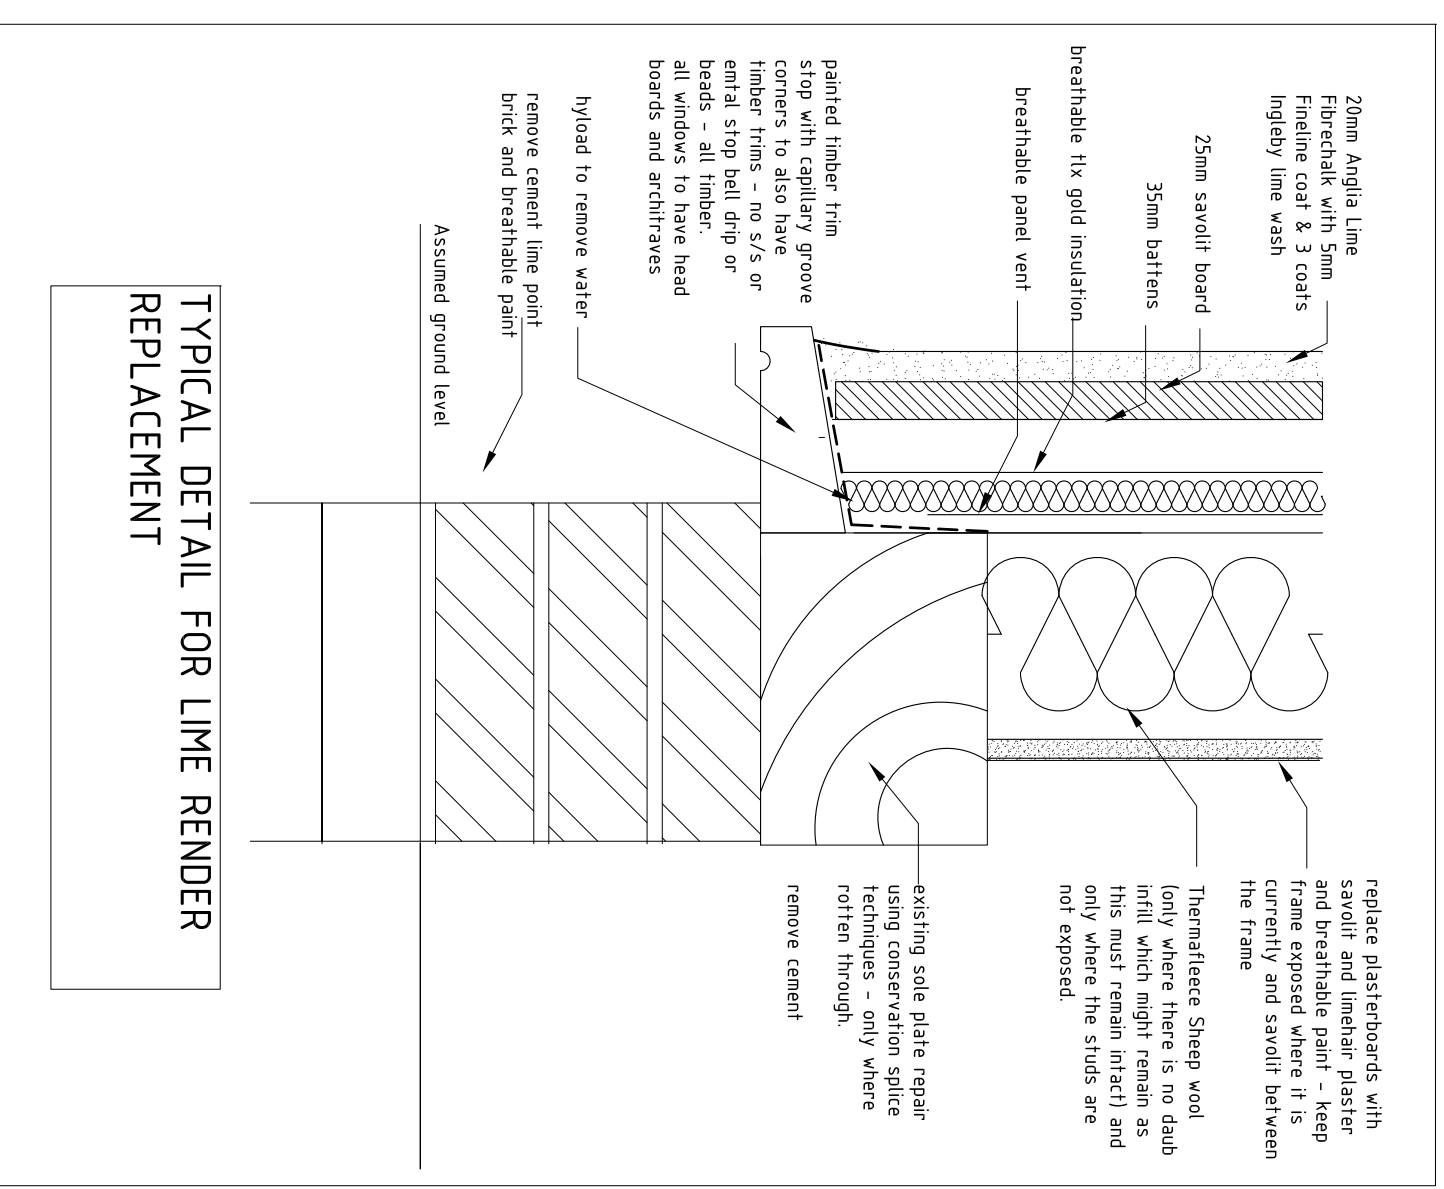 20mm Anglia Lime
Fibrechalk with 5mm
Fineline coat & 3 coats
Ingleby lime wash
25mm savolit board
35mm battens
breathable tlx gold insulation
breathable panel vent
painted timber trim
stop with capillary groove
corners to also have
timber trims - no s/s or
emtal stop bell drip or
beads - all timber.
all windows to have head
boards and architraves
hyload to remove water
remove cement lime point
brick and breathable paint
Assumed ground level
replace plasterboards with
savolit and limehair plaster
and breathable paint - keep
frame exposed where it is
currently and savolit between
the frame
Thermafleece Sheep wool
(only where there is no daub
infill which might remain as
this must remain intact) and
only where the studs are
not exposed.
existing sole plate repair
using conservation splice
techniques - only where
rotten through.
remove cement
TYPICAL DETAIL FOR LIME RENDER
REPLACEMENT